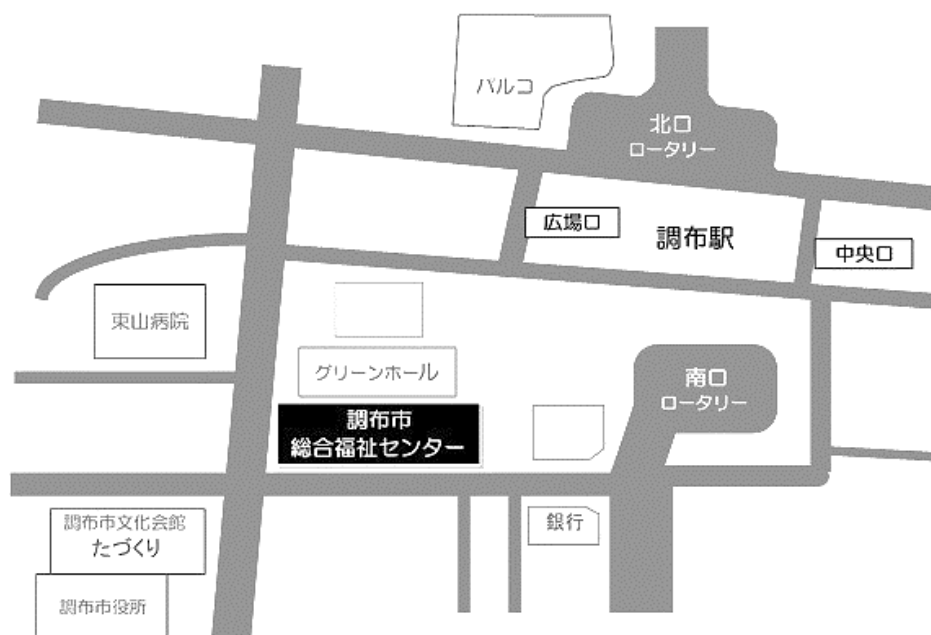 パルコ
北口
ロータリー
広場口
調布駅
中央口
東山病院
グリーンホール
南口
ロータリー
調布市
総合福祉センター
調布市文化会館
たづくり
銀行
調布市役所